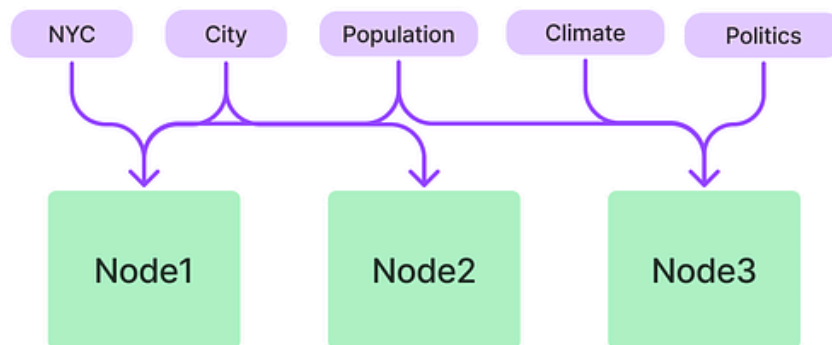 NYC
City
Population
Climate
Politics
Node1
Node2
Node3